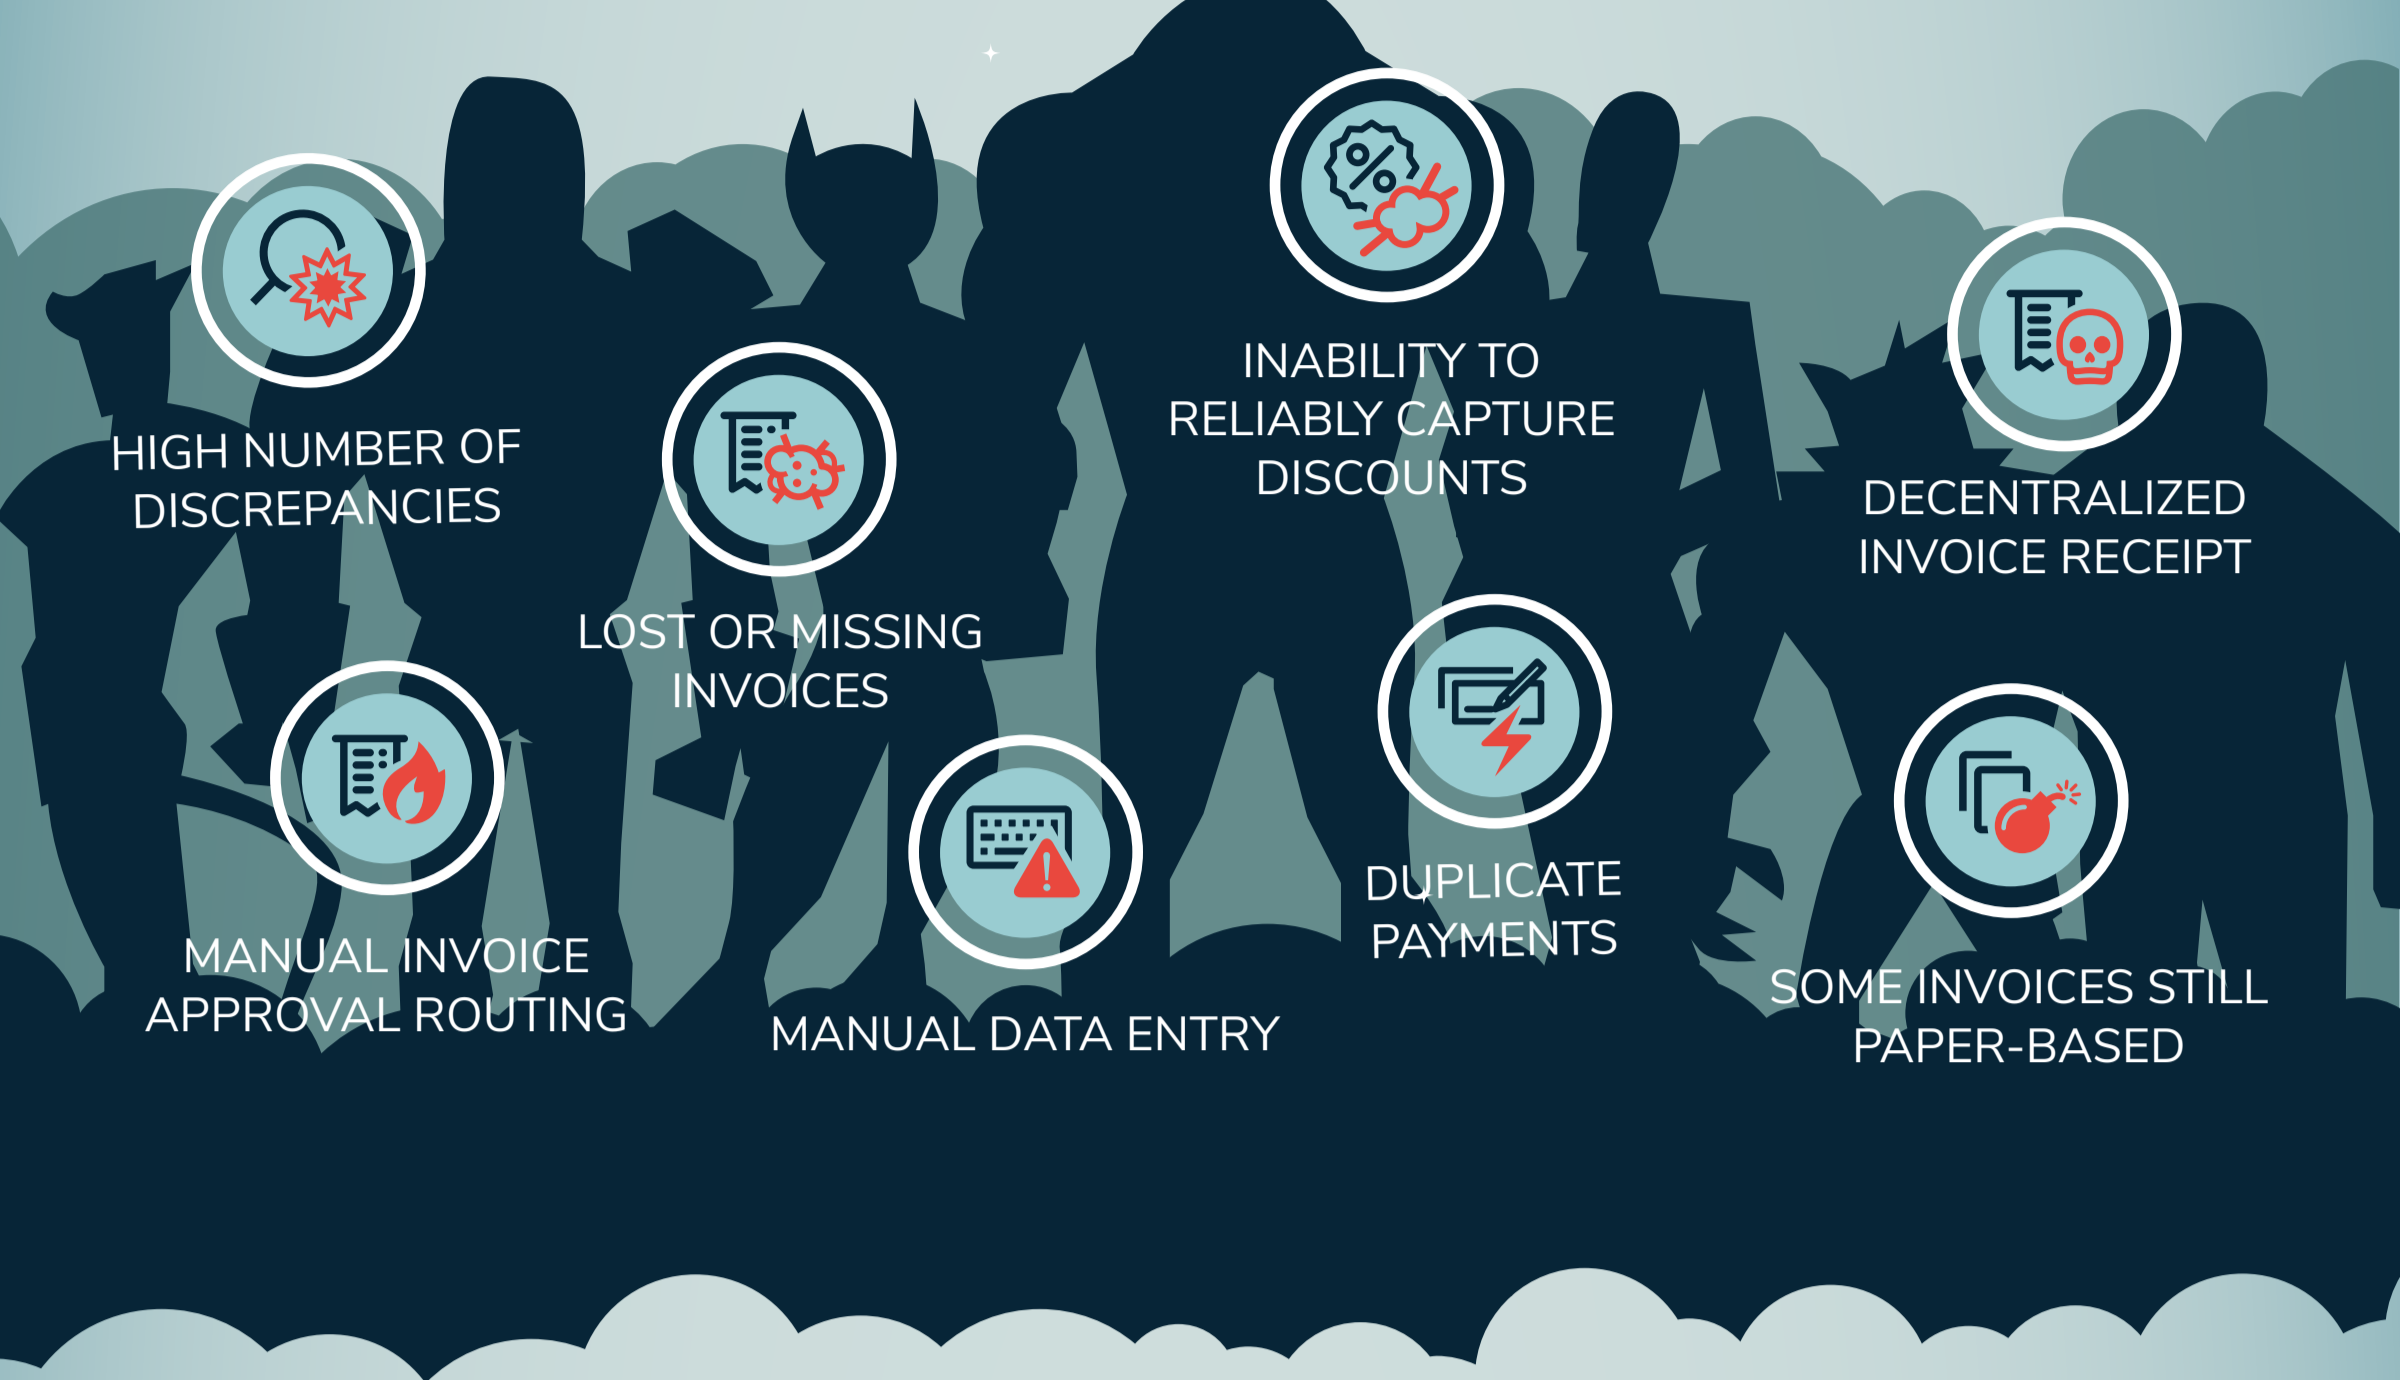 HIGH NUMBER OF
DISCREPANCIES
LOST OR MISSING
INVOICES
INABILITY TO
RELIABLY CAPTURE
DISCOUNTS
DECENTRALIZED
INVOICE RECEIPT
MANUAL INVOICE
APPROVAL ROUTING
MANUAL DATA ENTRY
DUPLICATE
PAYMENTS
SOME INVOICES STILL
PAPER-BASED